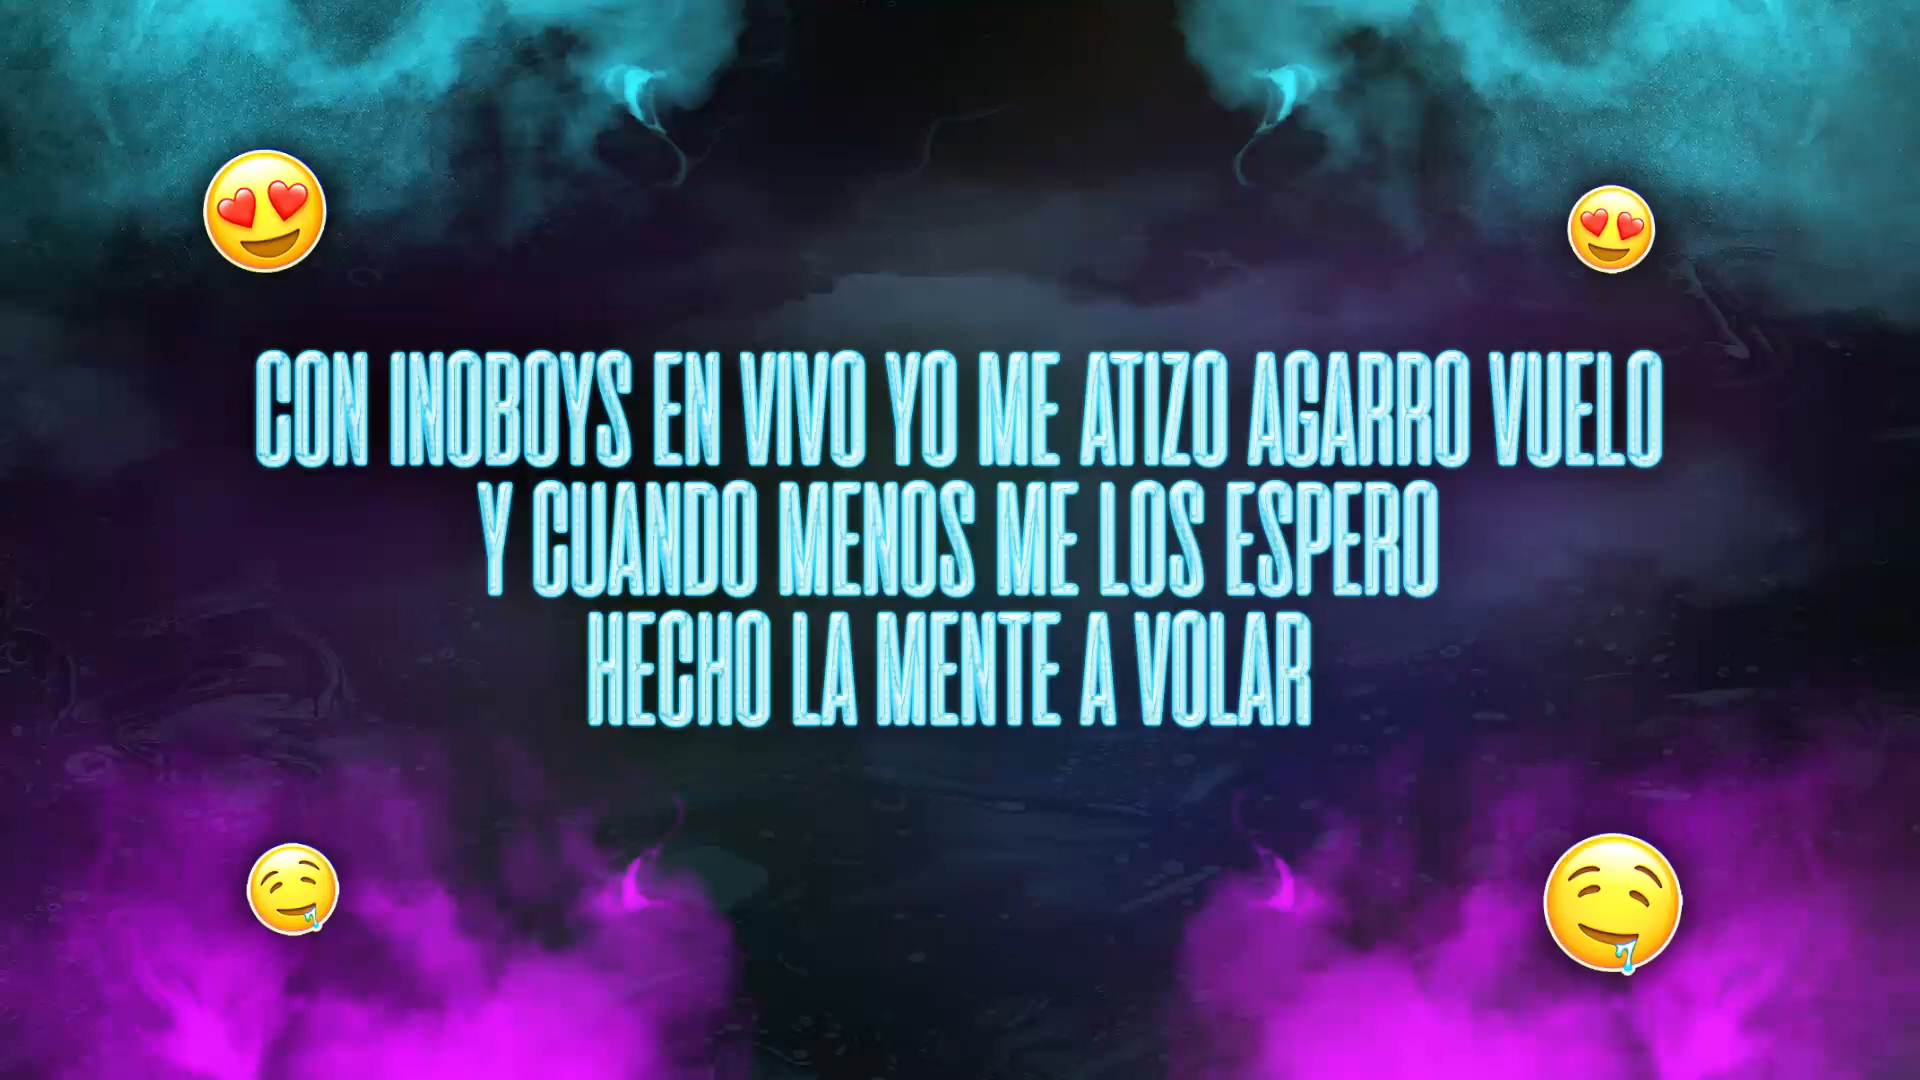 CON INOBOYS EN VIVO YO ME ATIZO AGARRO VUELO
Y CUANDO MENOS ME LOS ESPERO
HECHO LA MENTE A VOLAR